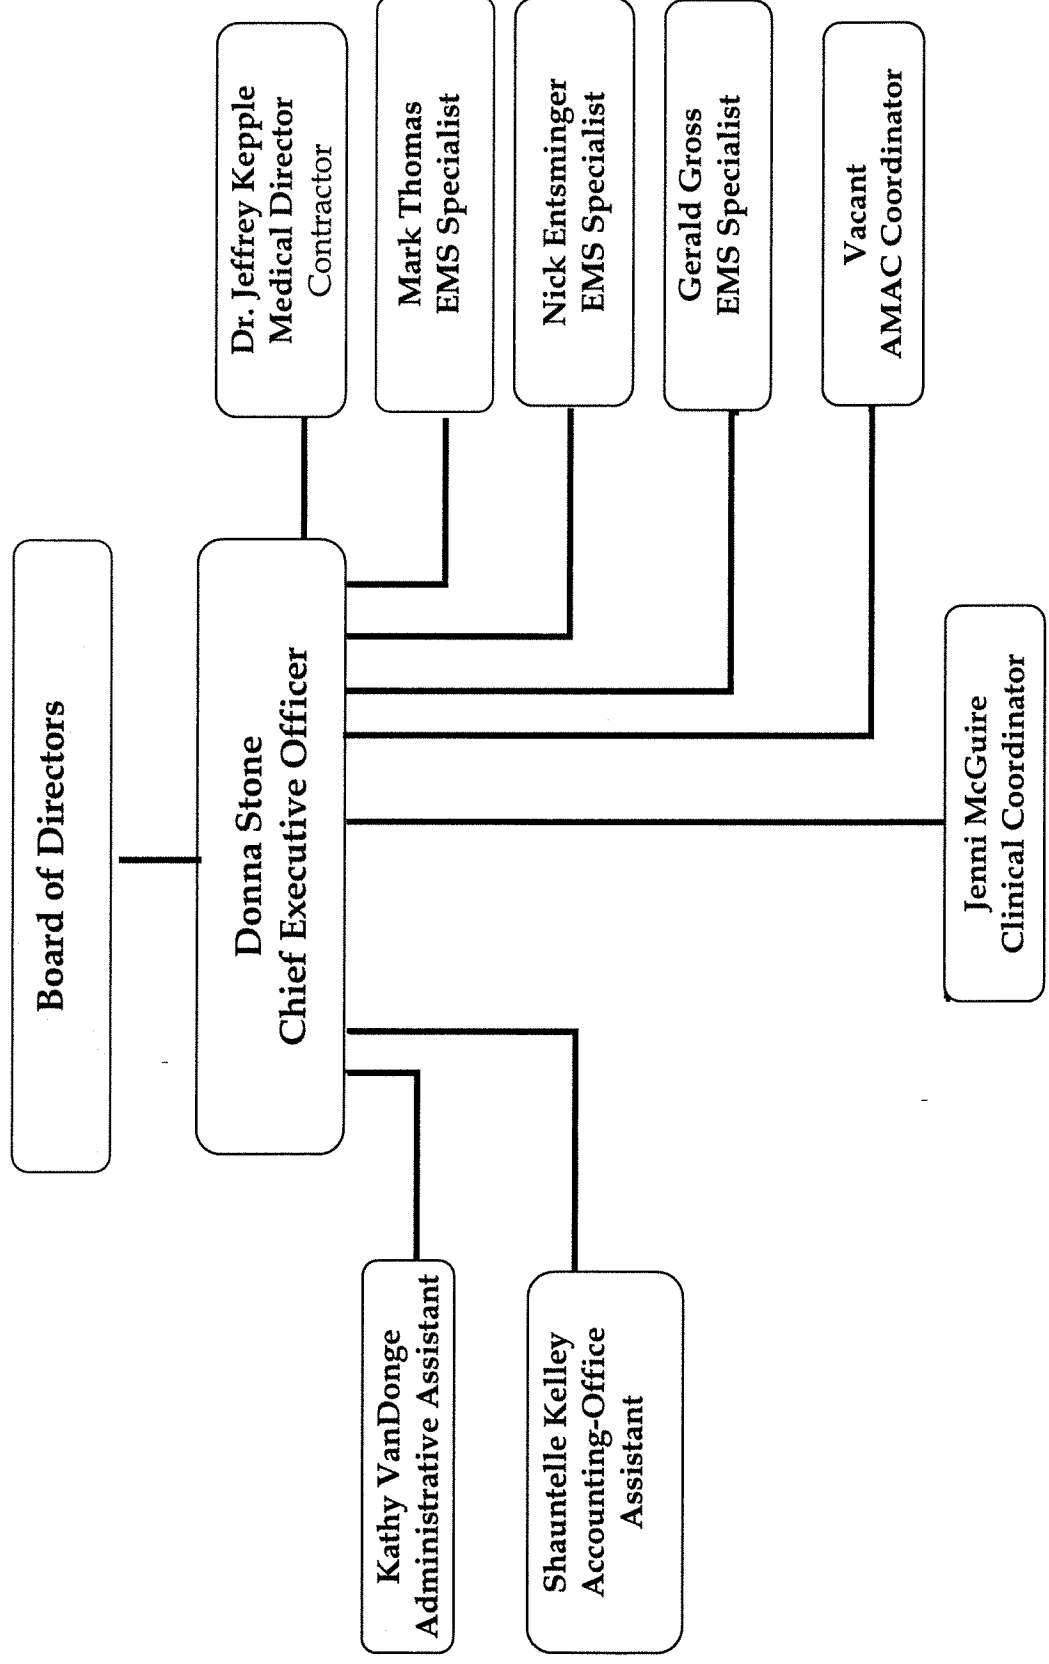 Board of Directors
Donna Stone
Chief Executive Officer
Dr. Jeffrey Kepple
Medical Director
Contractor
Kathy VanDonge
Administrative Assistant
Mark Thomas
EMS Specialist
Shauntelle Kelley
Accounting-Office
Assistant
Nick Entsminger
EMS Specialist
Gerald Gross
EMS Specialist
Vacant
AMAC Coordinator
Jenni McGuire
Clinical Coordinator